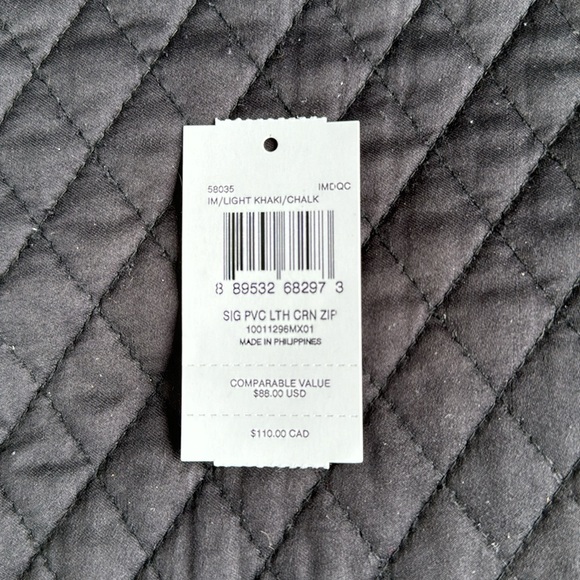 58035 IMDQC
IM/LIGHT KHAKI/CHALK
8 89532 68297 3
SIG PVC LTH CRN ZIP
10011296MX01
MADE IN PHILIPPINES
COMPARABLE VALUE
$88.00 USD
$110.00 CAD